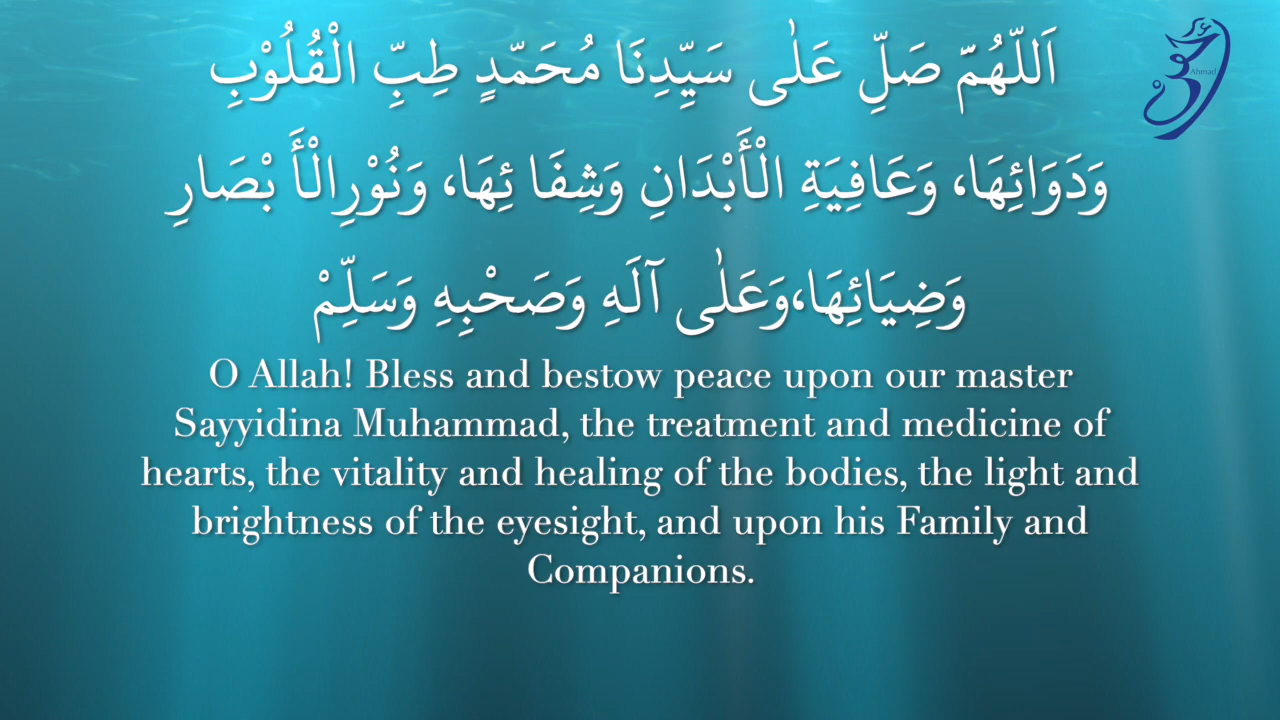 اَللّٰهُمَّ صَلِّ عَلٰى سَيِّدِنَا مُحَمّدٍ طِبِّ الْقُلُوْبِ
وَدَوَائِهَا، وَعَافِيَةِ الْأَبْدَانِ وَشِفَا ئِهَا، وَنُوْرِالْأَ بْصَارِ
وَضِيَائِهَا،وَعَلٰى آلَهِ وَصَحْبِهِ وَسَلِّمْ
O Allah! Bless and bestow peace upon our master
Sayyidina Muhammad, the treatment and medicine of
hearts, the vitality and healing of the bodies, the light and
brightness of the eyesight, and upon his Family and
Companions.
Ahmad